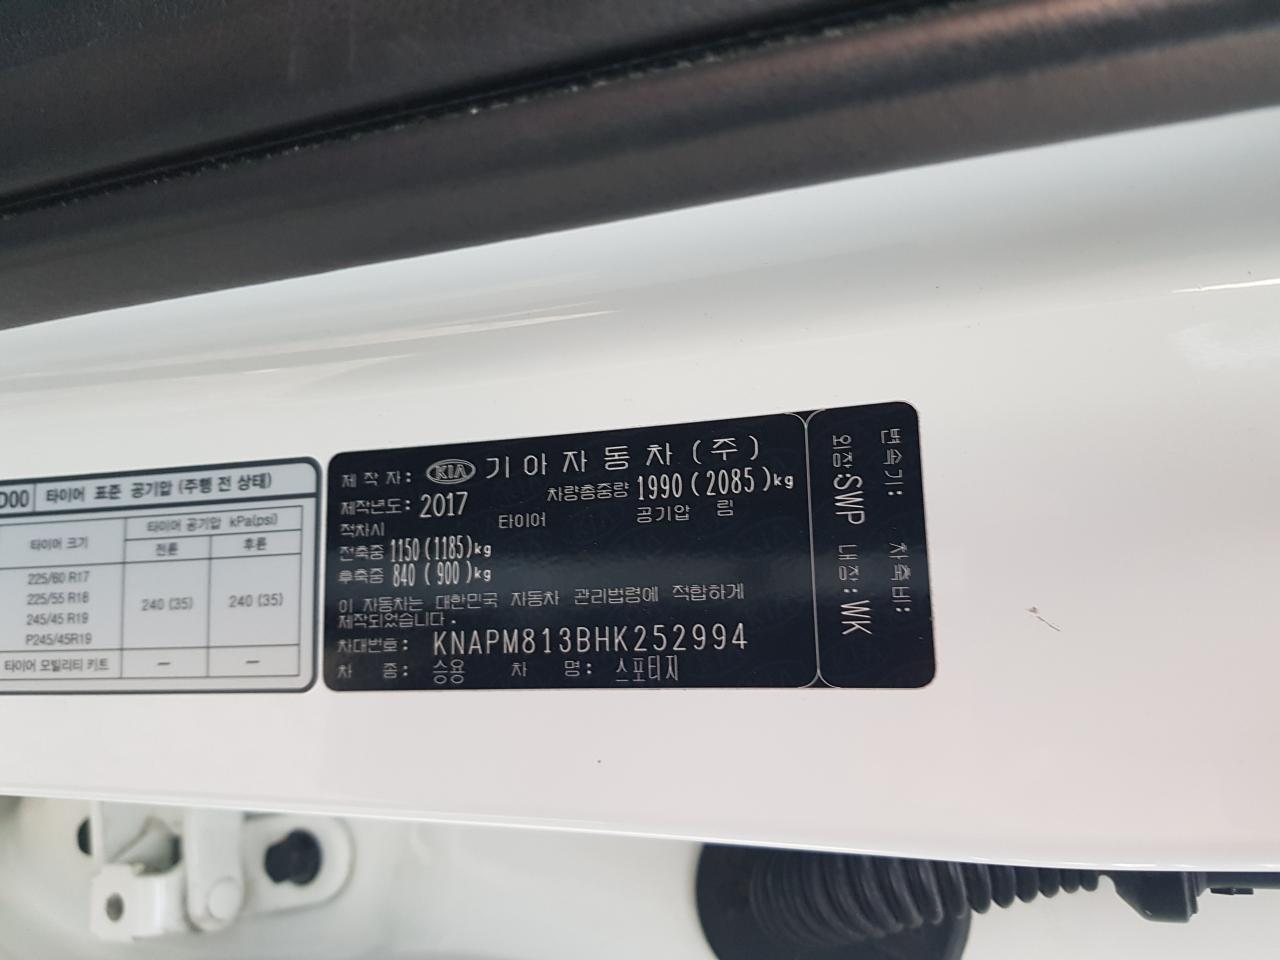 D00 타이어 표준 공기압 (주행 전 상태)
타이어 크기 타이어 공기압 kPa(psi)
전륜 후륜
225/60 R17
225/55 R18
245/45 R19
P245/45R19
240 (35) 240 (35)
타이어 모빌리티 키트 — —
제 작 자: KIA 기아자동차(주)
제작년도: 2017 차량총중량 1990(2085)kg
적차시 타이어 공기압 림
전축중 1150(1185)kg
후축중 840 (900)kg
이 자동차는 대한민국 자동차 관리법령에 적합하게
제작되었습니다.
차대번호: KNAPM813BHK252994
차 종: 승용 차 명: 스포티지
변속기: 차축비:
외장:SWP 내장:WK